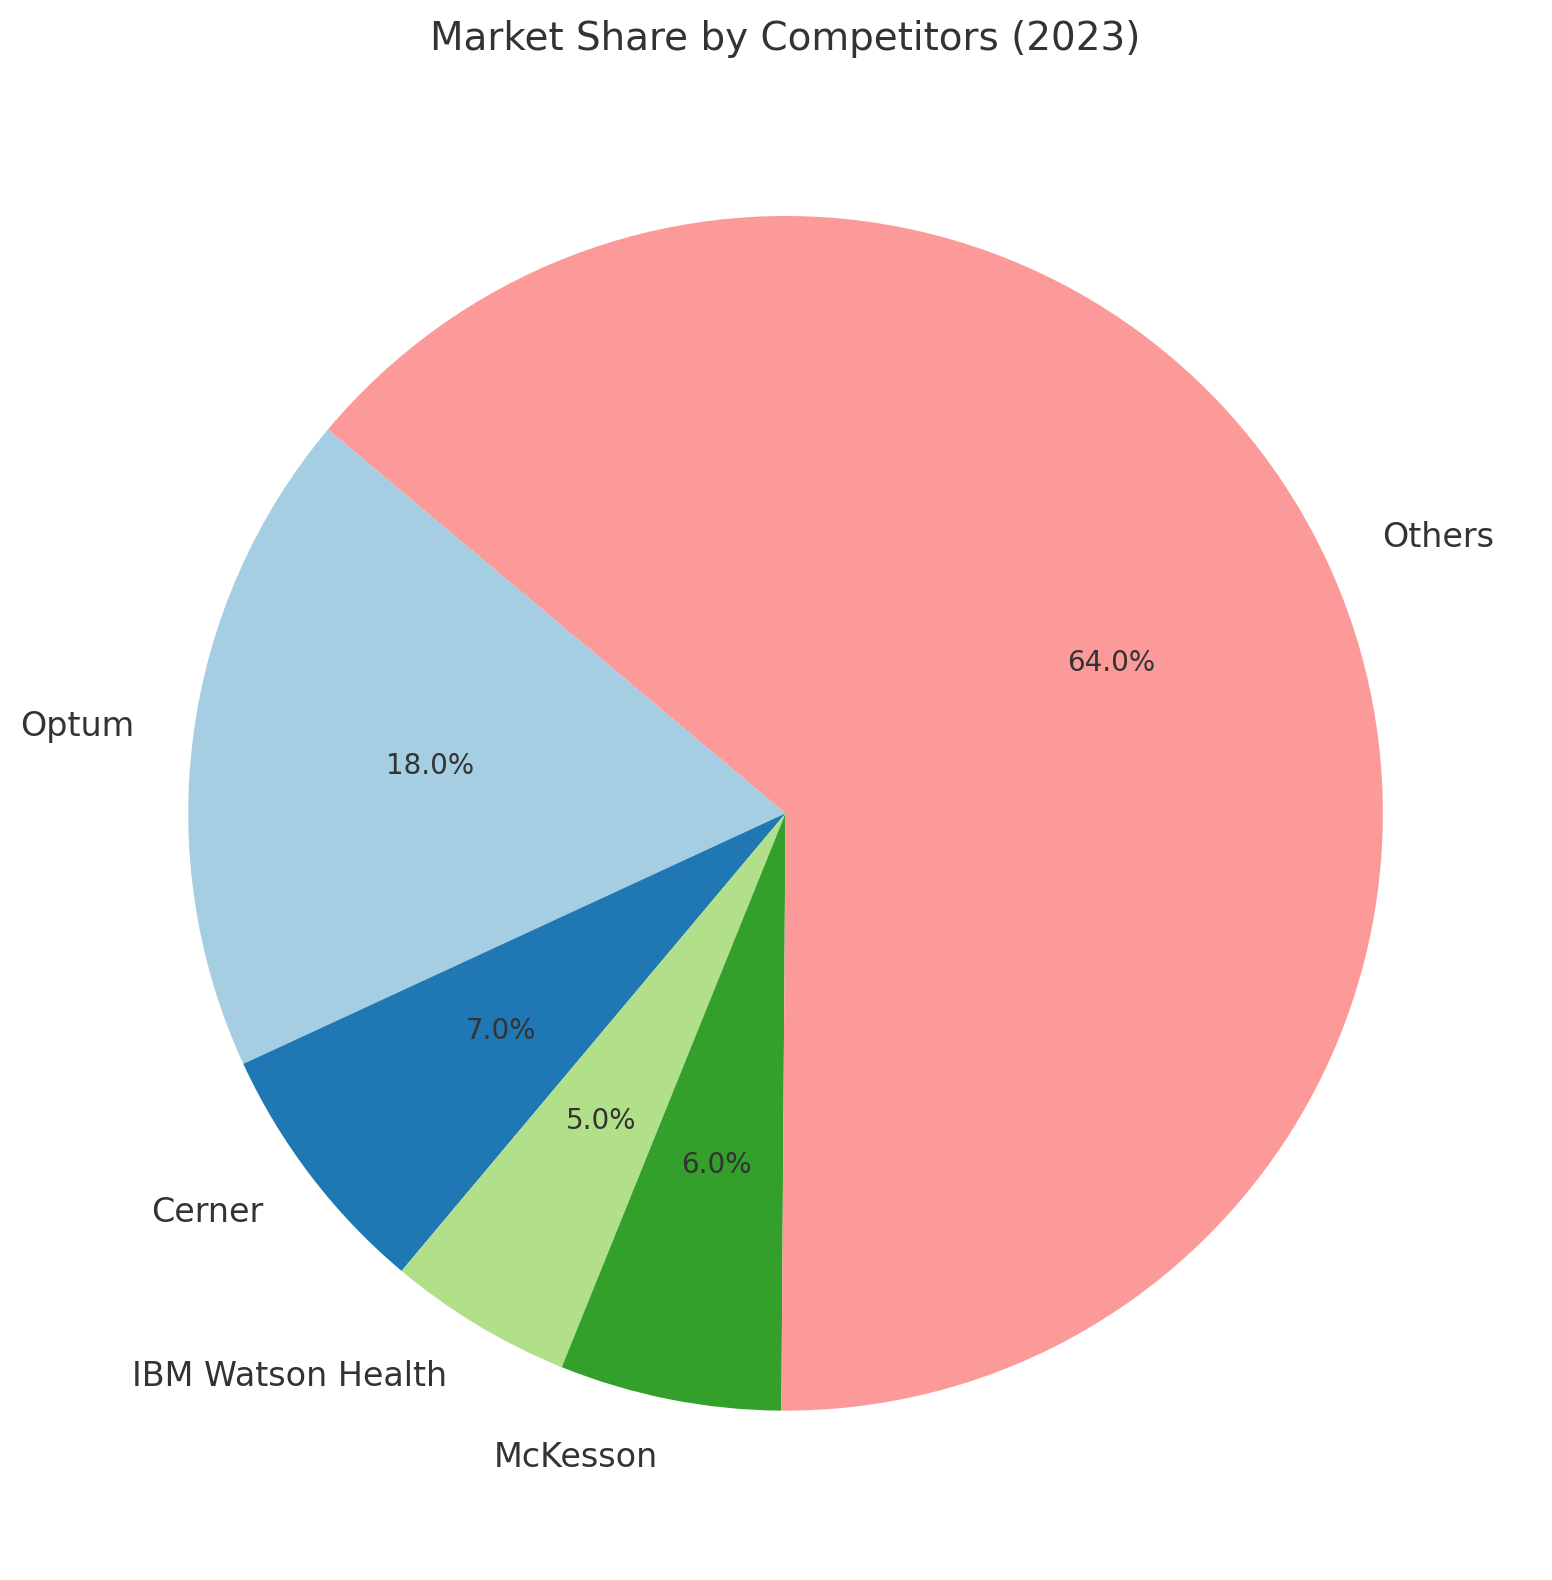 Market Share by Competitors (2023)
Others
64.0%
Optum
18.0%
7.0%
Cerner
5.0%
IBM Watson Health
6.0%
McKesson